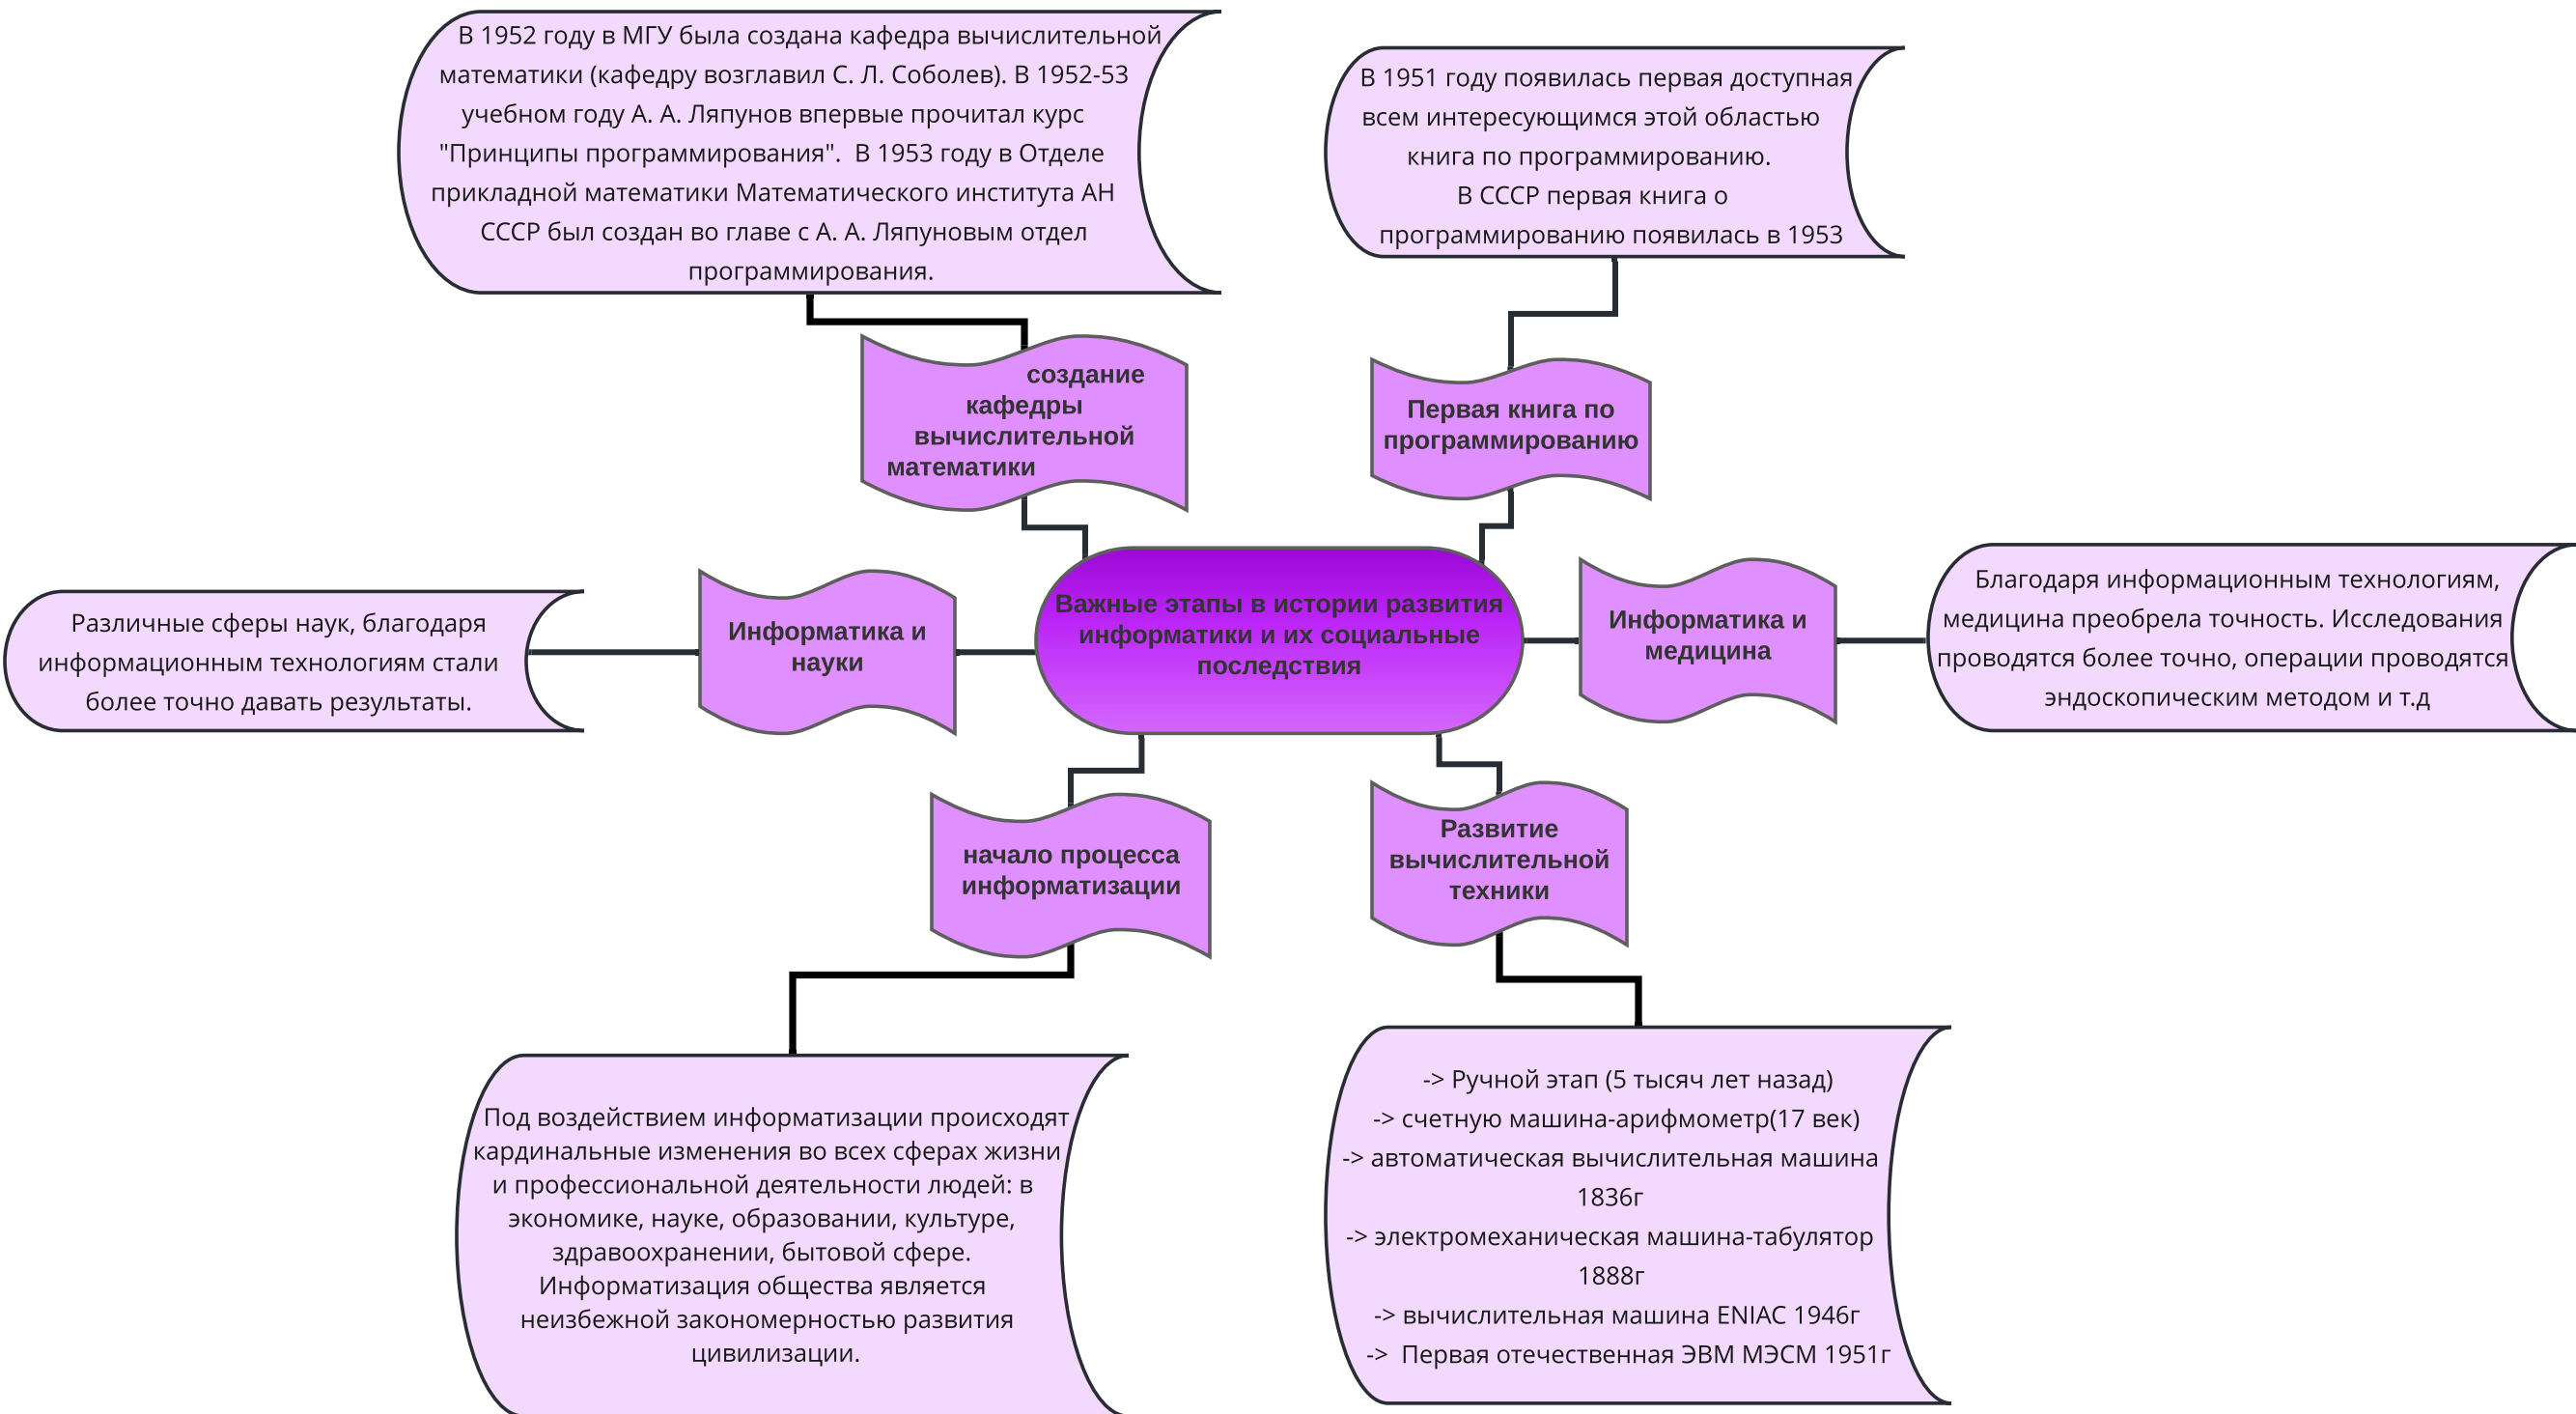 В 1952 году в МГУ была создана кафедра вычислительной
математики (кафедру возглавил С. Л. Соболев). В 1952-53
учебном году А. А. Ляпунов впервые прочитал курс
"Принципы программирования".  В 1953 году в Отделе
прикладной математики Математического института АН
СССР был создан во главе с А. А. Ляпуновым отдел
программирования.
В 1951 году появилась первая доступная
всем интересующимся этой областью
книга по программированию.
В СССР первая книга о
программированию появилась в 1953
создание
кафедры
вычислительной
математики
Первая книга по
программированию
Различные сферы наук, благодаря
информационным технологиям стали
более точно давать результаты.
Информатика и
науки
Важные этапы в истории развития
информатики и их социальные
последствия
Информатика и
медицина
Благодаря информационным технологиям,
медицина преобрела точность. Исследования
проводятся более точно, операции проводятся
эндоскопическим методом и т.д
начало процесса
информатизации
Развитие
вычислительной
техники
Под воздействием информатизации происходят
кардинальные изменения во всех сферах жизни
и профессиональной деятельности людей: в
экономике, науке, образовании, культуре,
здравоохранении, бытовой сфере.
Информатизация общества является
неизбежной закономерностью развития
цивилизации.
-> Ручной этап (5 тысяч лет назад)
-> счетную машина-арифмометр(17 век)
-> автоматическая вычислительная машина
1836г
-> электромеханическая машина-табулятор
1888г
-> вычислительная машина ENIAC 1946г
->  Первая отечественная ЭВМ МЭСМ 1951г